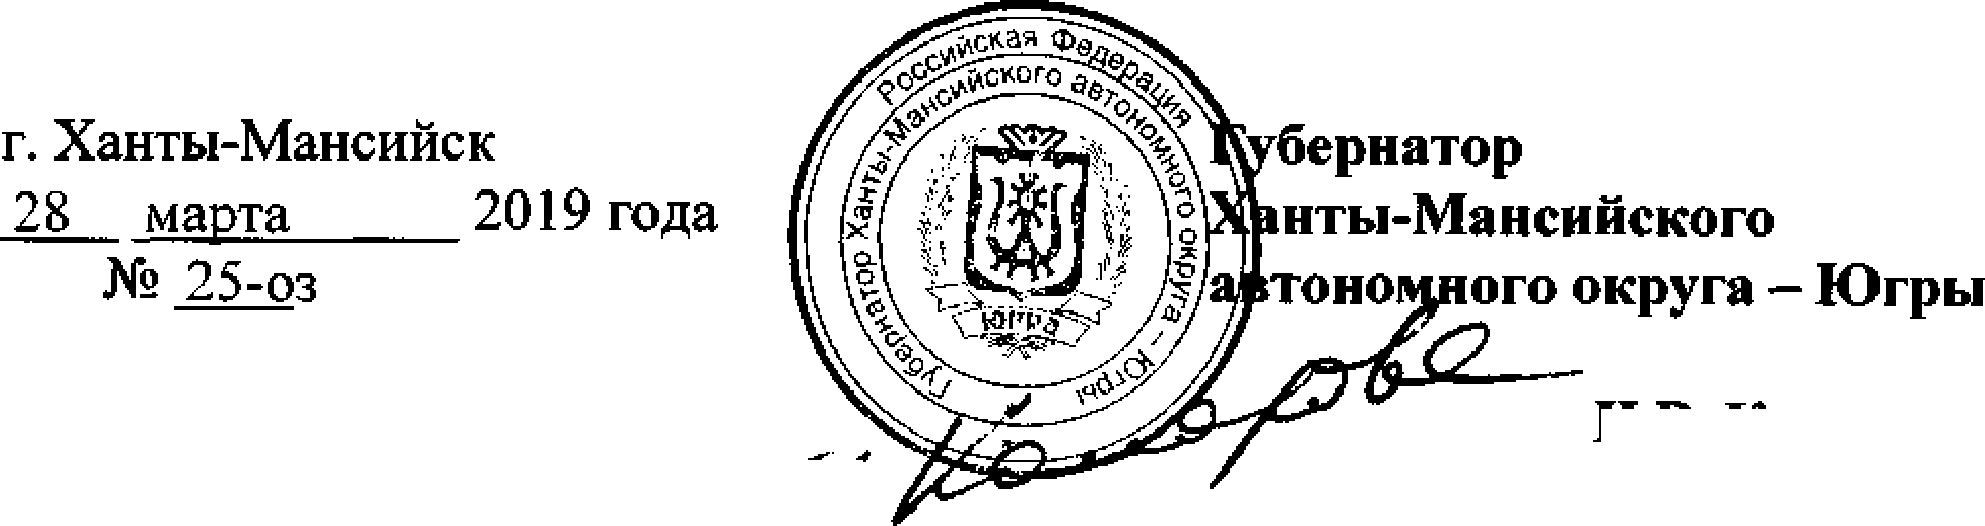 г. Ханты-Мансийск
28 марта 2019 года
№ 25-оз
Российская Федерация
Губернатор Ханты-Мансийского автономного округа – Югры
ЮГРА
Губернатор
Ханты-Мансийского
автономного округа – Югры